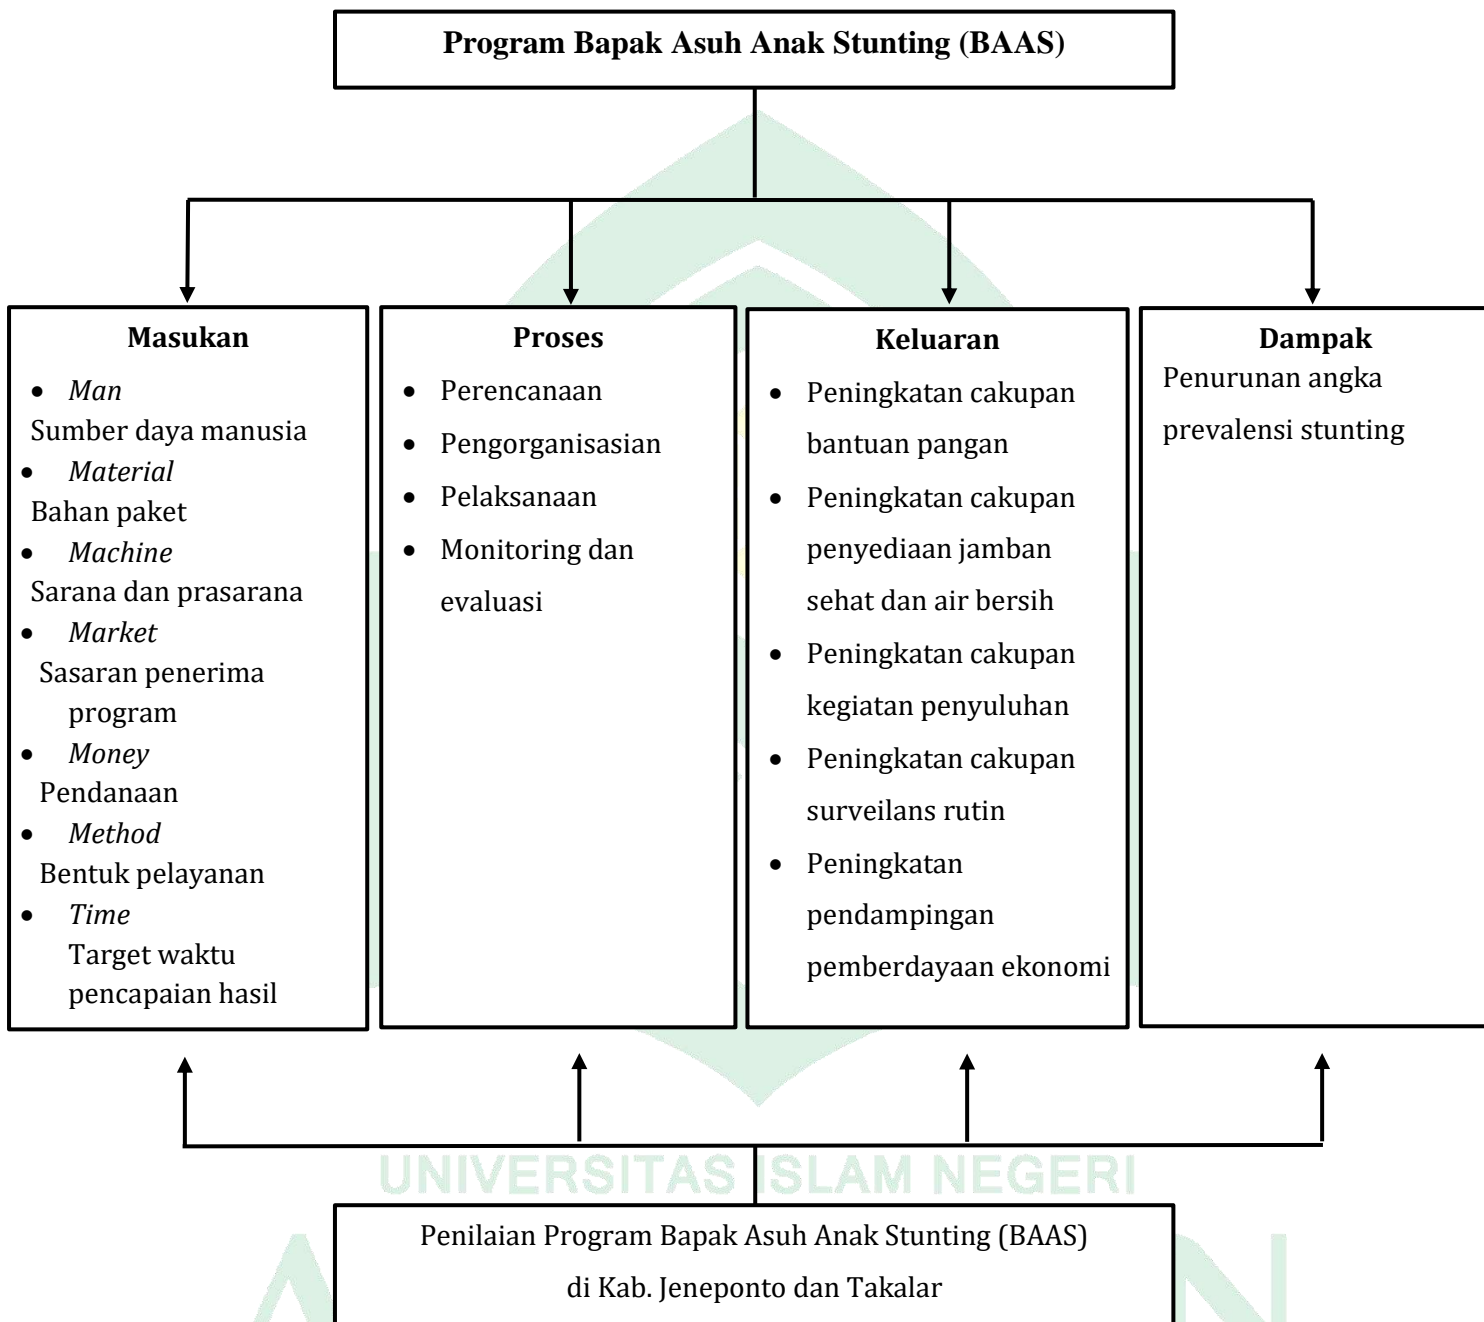 Program Bapak Asuh Anak Stunting (BAAS)
Masukan
• Man
Sumber daya manusia
• Material
Bahan paket
• Machine
Sarana dan prasarana
• Market
Sasaran penerima
program
• Money
Pendanaan
• Method
Bentuk pelayanan
• Time
Target waktu
pencapaian hasil
Proses
• Perencanaan
• Pengorganisasian
• Pelaksanaan
• Monitoring dan
evaluasi
Keluaran
• Peningkatan cakupan
bantuan pangan
• Peningkatan cakupan
penyediaan jamban
sehat dan air bersih
• Peningkatan cakupan
kegiatan penyuluhan
• Peningkatan cakupan
surveilans rutin
• Peningkatan
pendampingan
pemberdayaan ekonomi
Dampak
Penurunan angka
prevalensi stunting
UNIVERSITAS ISLAM NEGERI
Penilaian Program Bapak Asuh Anak Stunting (BAAS)
di Kab. Jeneponto dan Takalar